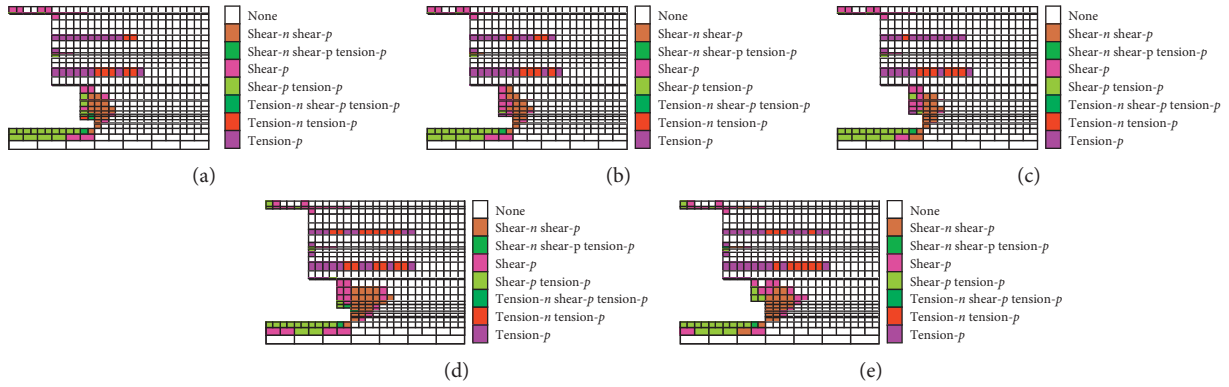 None
Shear-n shear-p
Shear-n shear-p tension-p
Shear-p
Shear-p tension-p
Tension-n shear-p tension-p
Tension-n tension-p
Tension-p
(a)
None
Shear-n shear-p
Shear-n shear-p tension-p
Shear-p
Shear-p tension-p
Tension-n shear-p tension-p
Tension-n tension-p
Tension-p
(b)
None
Shear-n shear-p
Shear-n shear-p tension-p
Shear-p
Shear-p tension-p
Tension-n shear-p tension-p
Tension-n tension-p
Tension-p
(c)
None
Shear-n shear-p
Shear-n shear-p tension-p
Shear-p
Shear-p tension-p
Tension-n shear-p tension-p
Tension-n tension-p
Tension-p
(d)
None
Shear-n shear-p
Shear-n shear-p tension-p
Shear-p
Shear-p tension-p
Tension-n shear-p tension-p
Tension-n tension-p
Tension-p
(e)